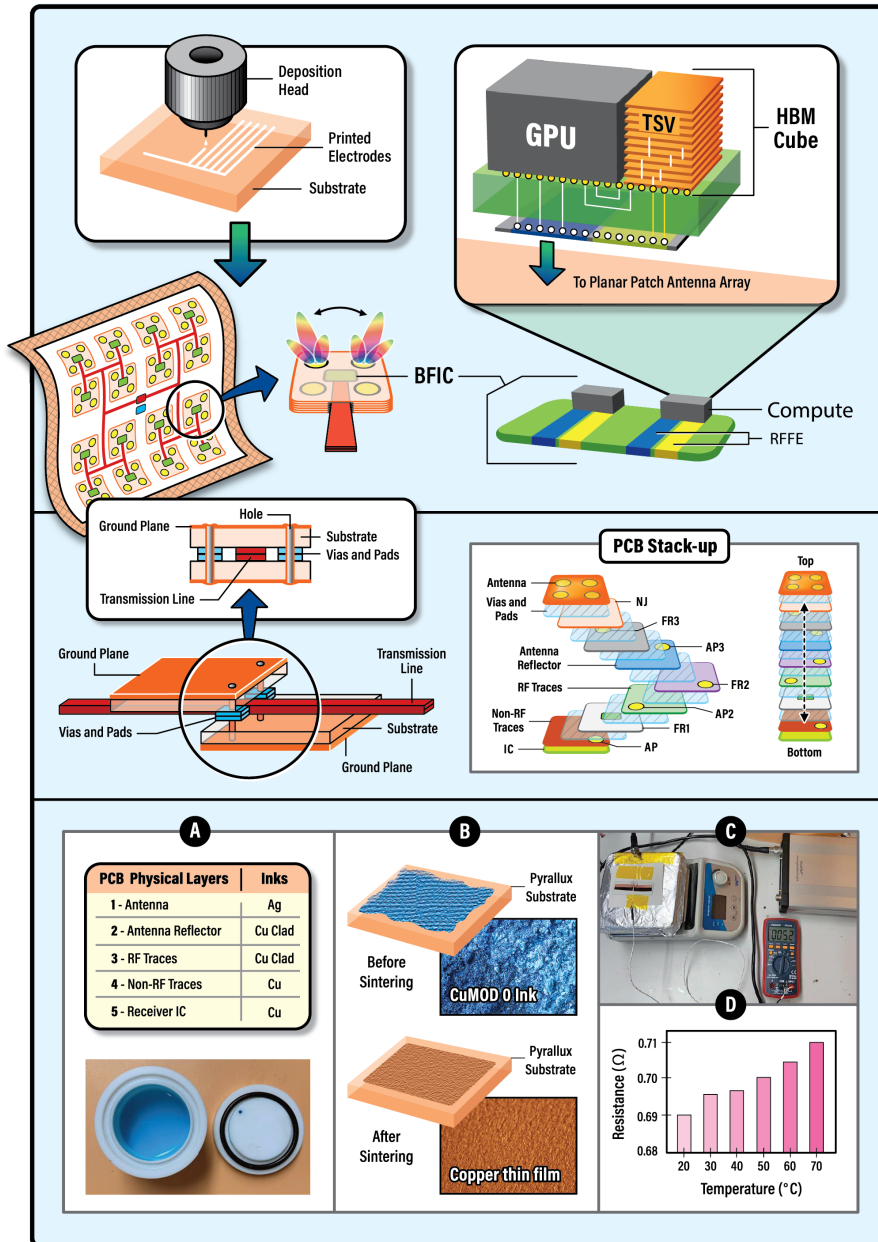 Deposition
Head
Printed
Electrodes
Substrate
GPU
TSV
HBM
Cube
To Planar Patch Antenna Array
BFIC
Compute
RFFE
Hole
Ground Plane
Substrate
Vias and Pads
Transmission Line
Ground Plane
Transmission
Line
Vias and Pads
Substrate
Ground Plane
PCB Stack-up
Top
Antenna
Vias and
Pads
NJ
FR3
AP3
Antenna
Reflector
FR2
RF Traces
AP2
Non-RF
Traces
FR1
IC
AP
Bottom
A
PCB Physical Layers Inks
1 - Antenna Ag
2 - Antenna Reflector Cu Clad
3 - RF Traces Cu Clad
4 - Non-RF Traces Cu
5 - Receiver IC Cu
B
Pyrallux
Substrate
Before
Sintering
CuMOD 0 Ink
Pyrallux
Substrate
After
Sintering
Copper thin film
C
0052
D
Resistance (Ω)
0.71
0.70
0.69
0.68
20 30 40 50 60 70
Temperature (°C)